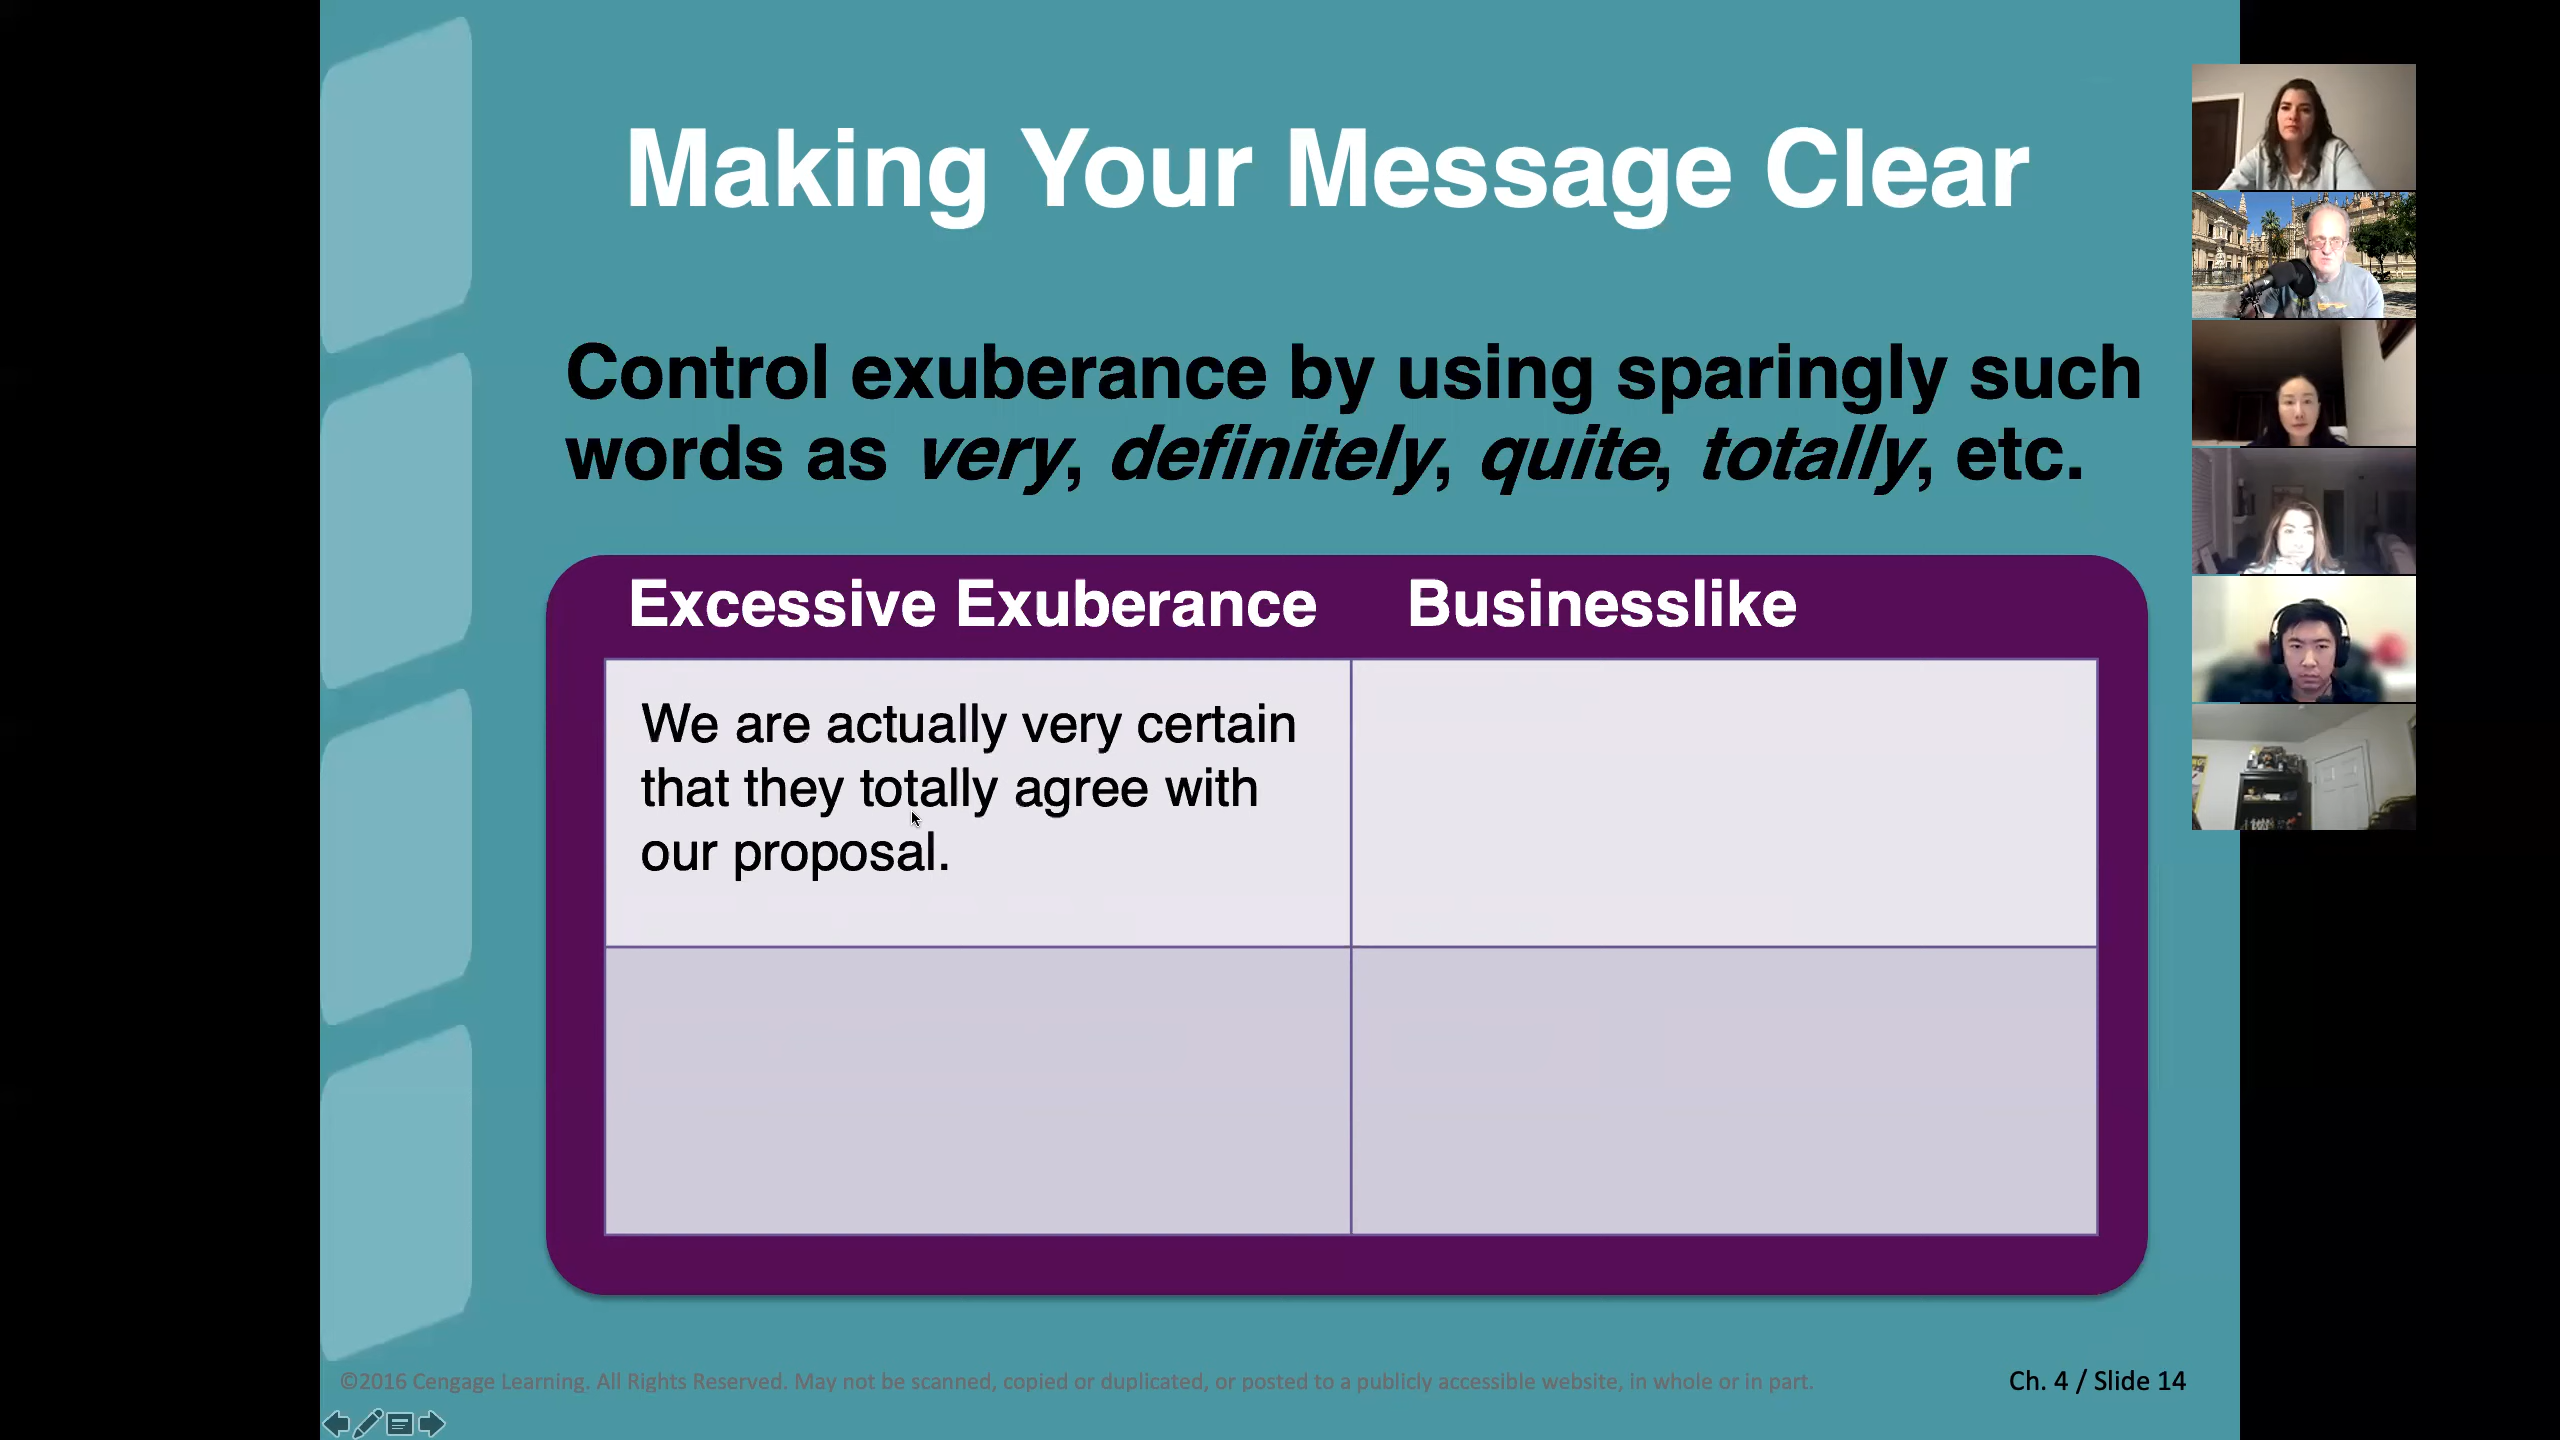 Making Your Message Clear
Control exuberance by using sparingly such
words as very, definitely, quite, totally, etc.
Excessive Exuberance
Businesslike
We are actually very certain
that they totally agree with
our proposal.
©2016 Cengage Learning. All Rights Reserved. May not be scanned, copied or duplicated, or posted to a publicly accessible website, in whole or in part.
Ch. 4 / Slide 14